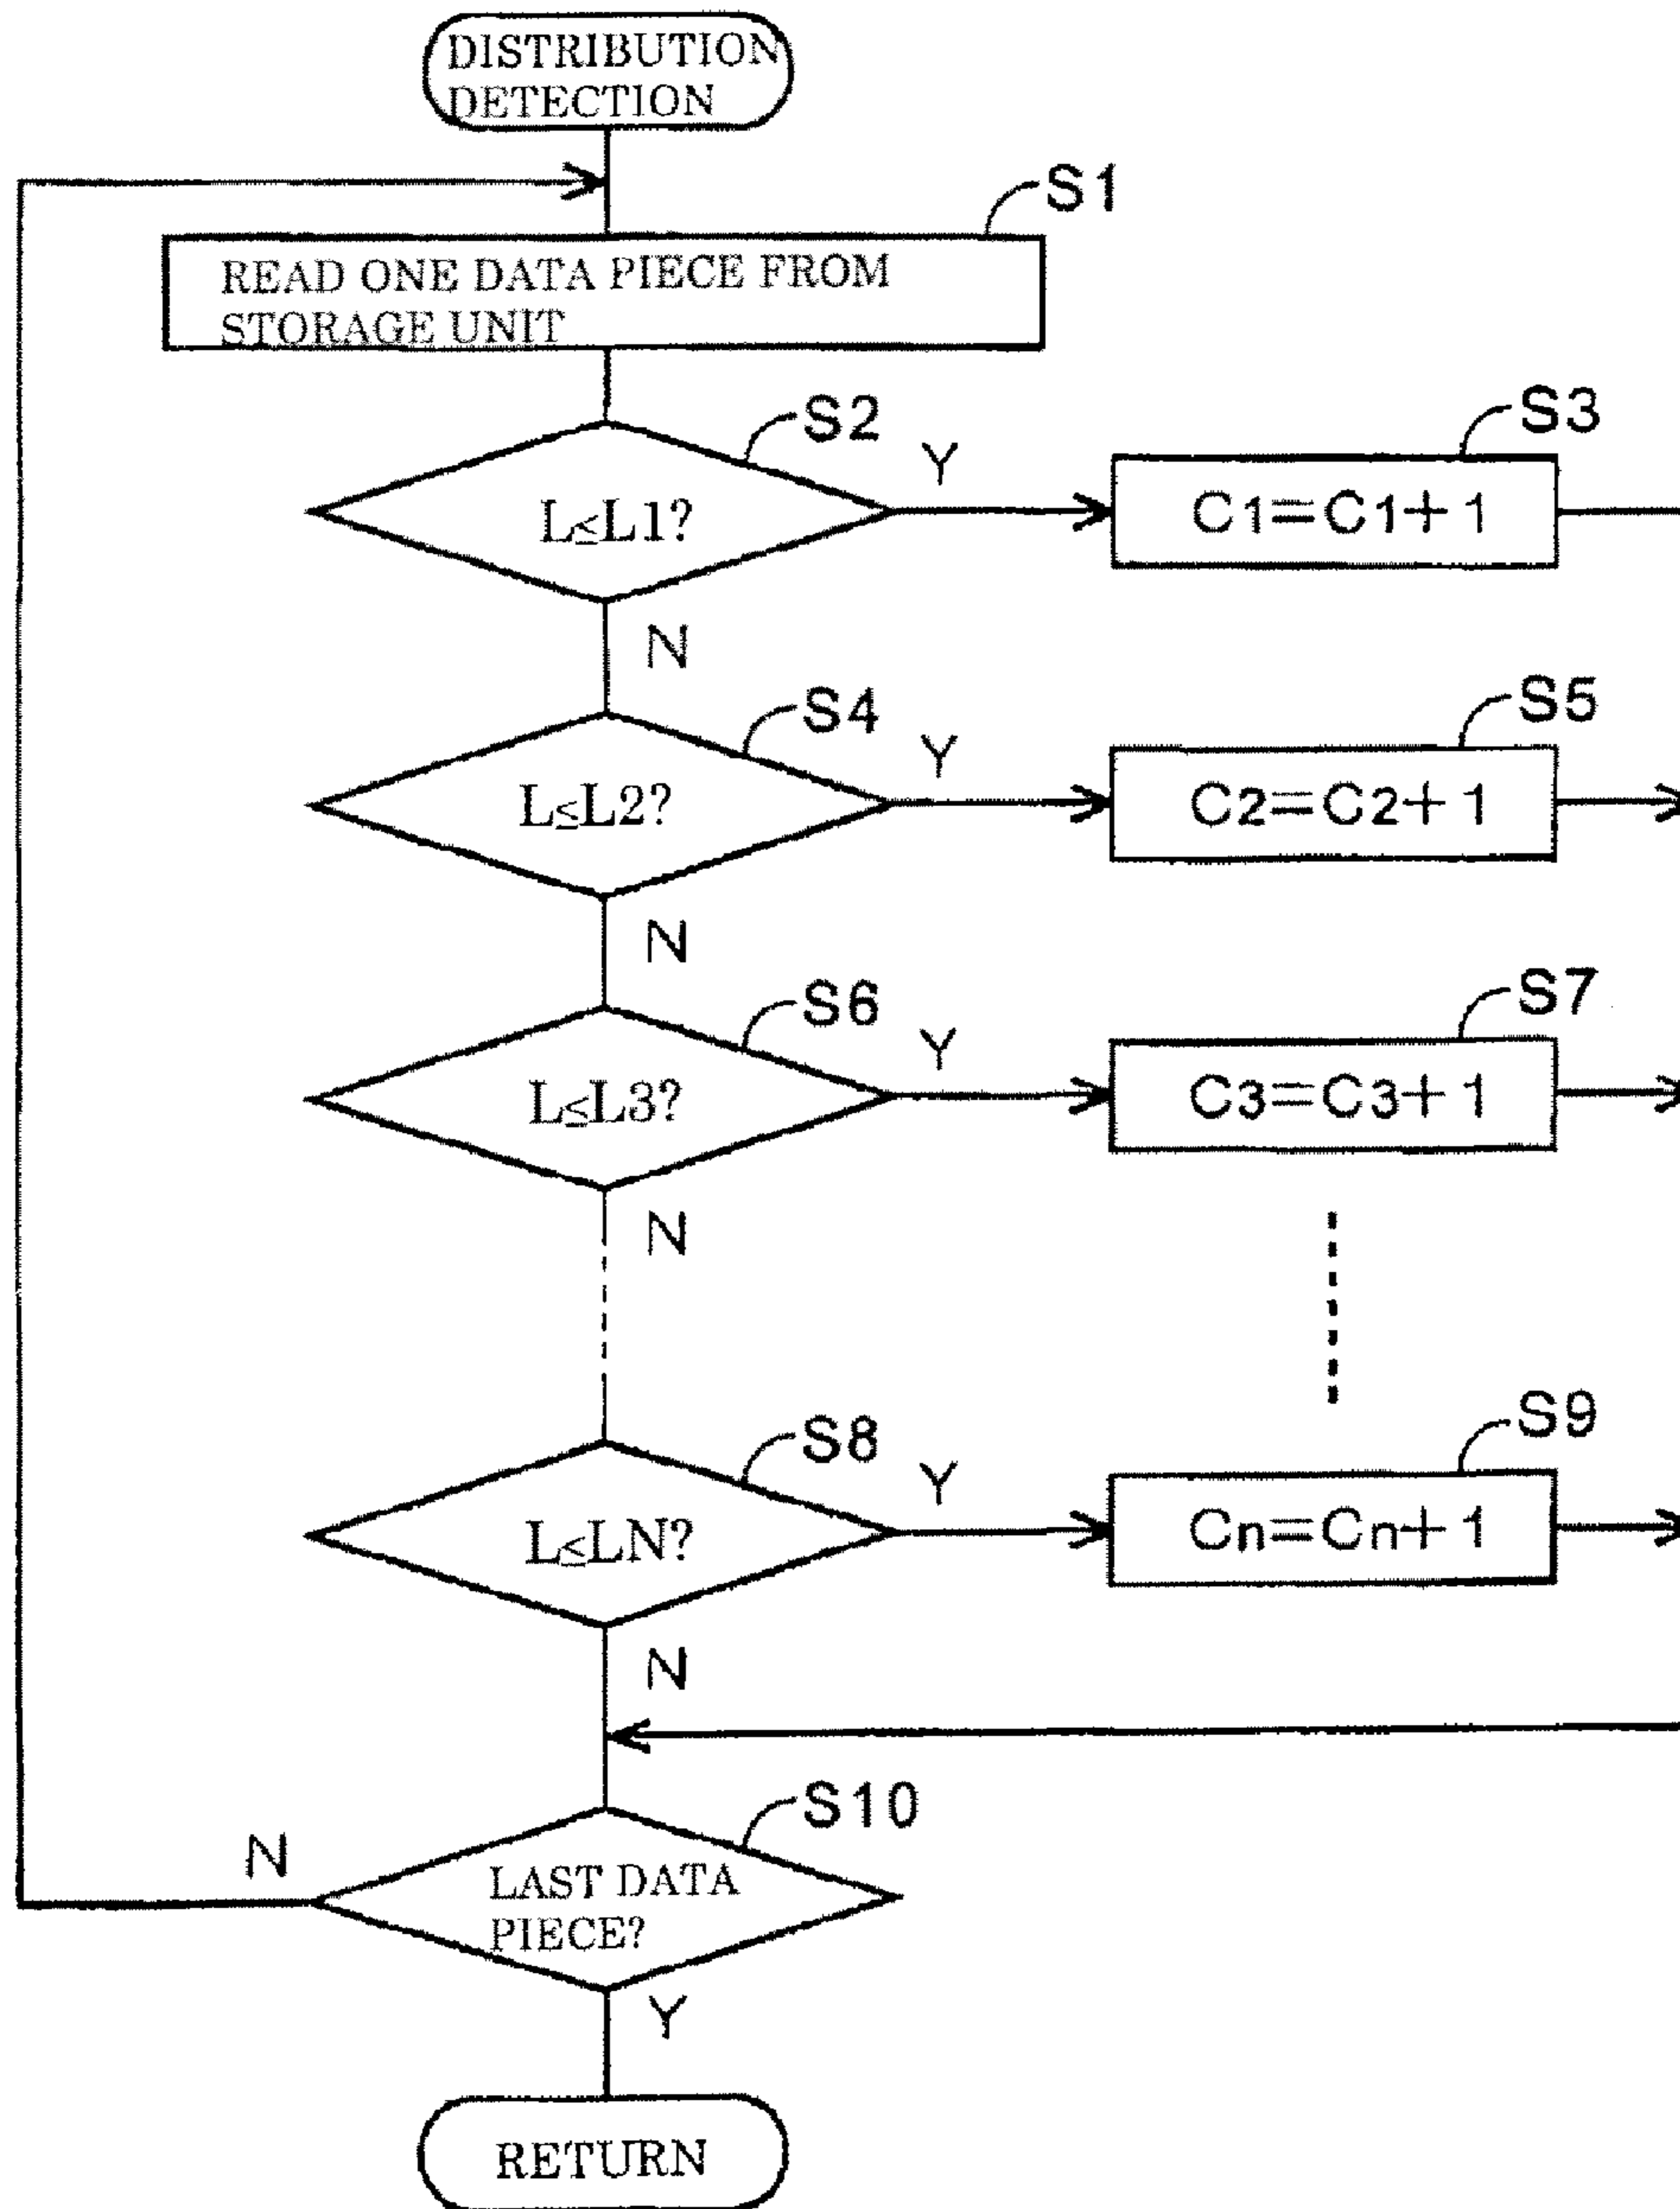 DISTRIBUTION
DETECTION
S1
READ ONE DATA PIECE FROM
STORAGE UNIT
S2
L≤L1?
Y
S3
C1=C1+1
N
S4
L≤L2?
Y
S5
C2=C2+1
N
S6
L≤L3?
Y
S7
C3=C3+1
N
S8
L≤LN?
Y
S9
Cn=Cn+1
N
S10
LAST DATA
PIECE?
N
Y
RETURN